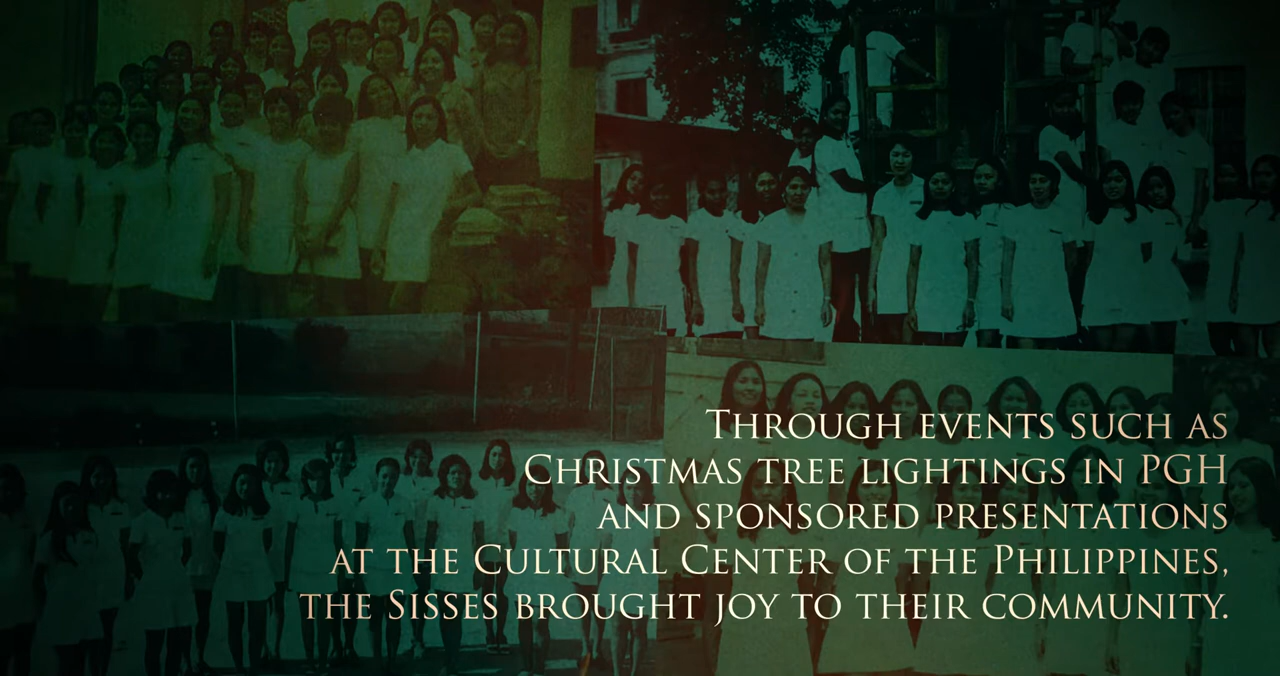 Through events such as
Christmas tree lightings in PGH
and sponsored presentations
at the Cultural Center of the Philippines,
the Sisses brought joy to their community.